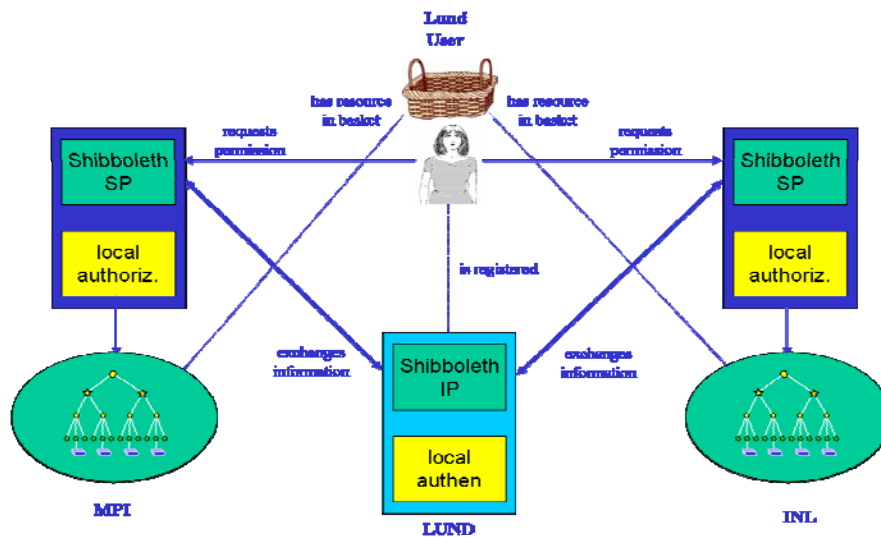 Lund
User
has resource
in basket
has resource
in basket
requests
permission
requests
permission
Shibboleth
SP
Shibboleth
SP
local
authoriz.
local
authoriz.
is registered
exchanges
information
exchanges
information
Shibboleth
IP
local
authen
MPI
LUND
INL